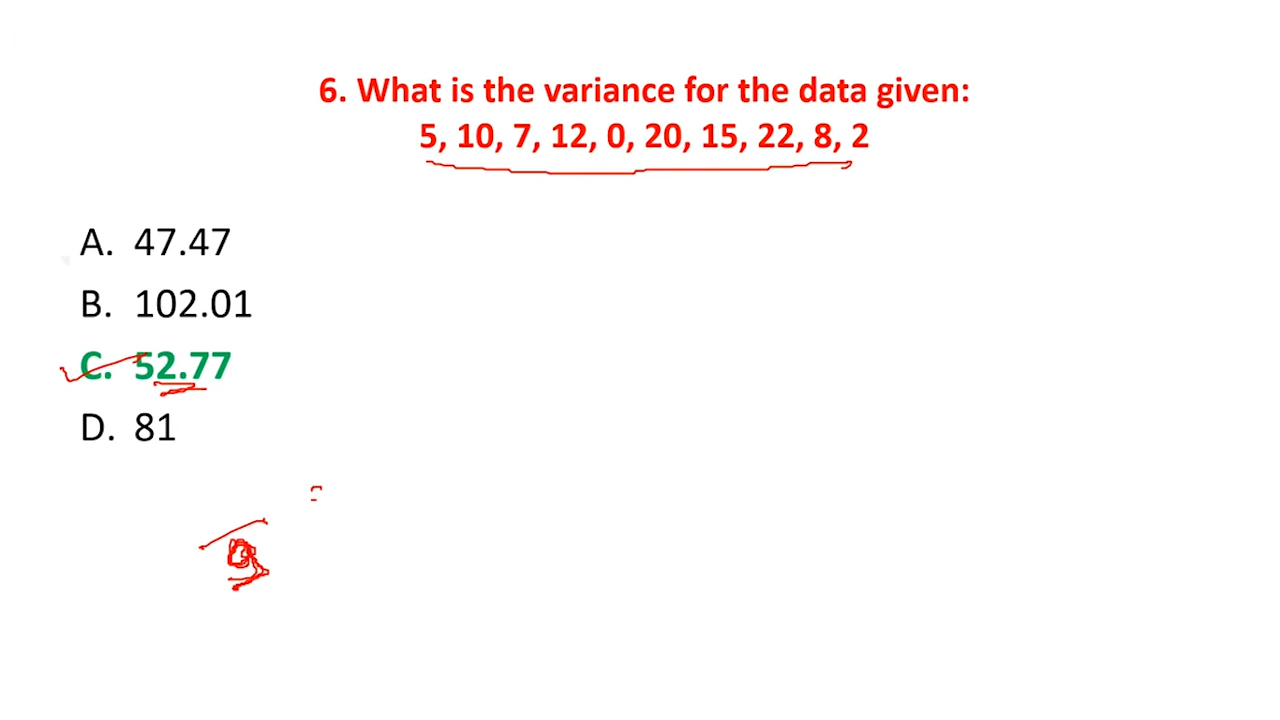 6. What is the variance for the data given:
5, 10, 7, 12, 0, 20, 15, 22, 8, 2
A. 47.47
B. 102.01
C. 52.77
D. 81